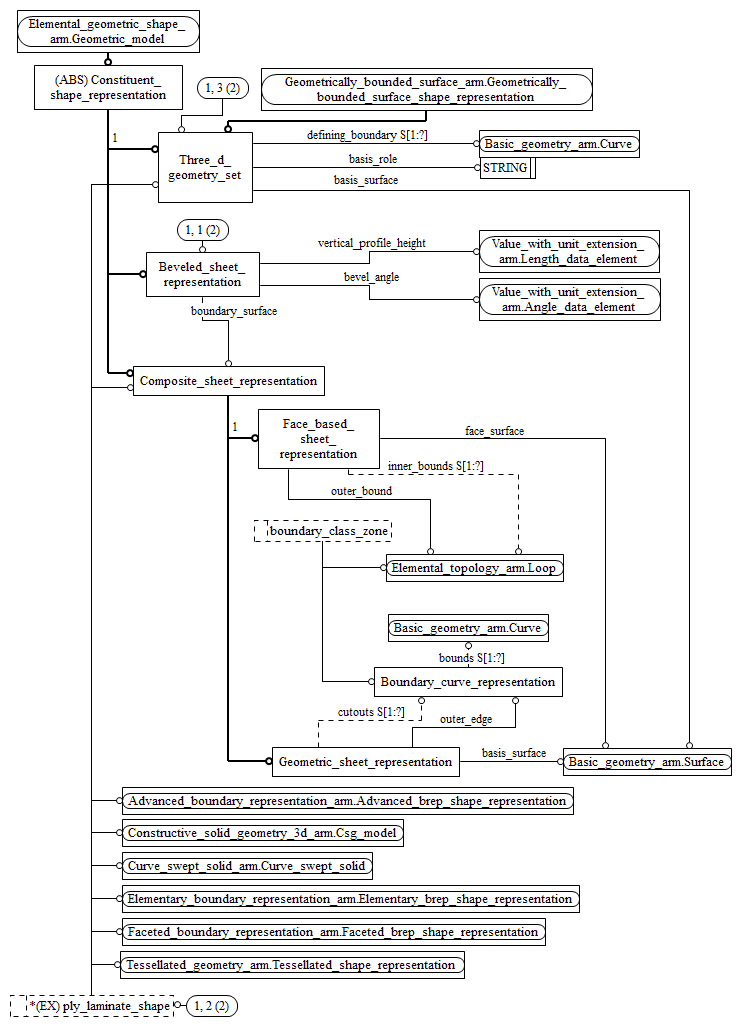 Elemental_geometric_shape_
arm.Geometric_model
(ABS) Constituent_
shape_representation
1, 3 (2)
Geometrically_bounded_surface_arm.Geometrically_
bounded_surface_shape_representation
1
Three_d_
geometry_set
defining_boundary S[1:?]
Basic_geometry_arm.Curve
basis_role
STRING
basis_surface
1, 1 (2)
Beveled_sheet_
representation
vertical_profile_height
Value_with_unit_extension_
arm.Length_data_element
bevel_angle
Value_with_unit_extension_
arm.Angle_data_element
boundary_surface
Composite_sheet_representation
1
Face_based_
sheet_
representation
face_surface
inner_bounds S[1:?]
outer_bound
boundary_class_zone
Elemental_topology_arm.Loop
Basic_geometry_arm.Curve
bounds S[1:?]
Boundary_curve_representation
cutouts S[1:?]
outer_edge
Geometric_sheet_representation
basis_surface
Basic_geometry_arm.Surface
Advanced_boundary_representation_arm.Advanced_brep_shape_representation
Constructive_solid_geometry_3d_arm.Csg_model
Curve_swept_solid_arm.Curve_swept_solid
Elementary_boundary_representation_arm.Elementary_brep_shape_representation
Faceted_boundary_representation_arm.Faceted_brep_shape_representation
Tessellated_geometry_arm.Tessellated_shape_representation
*(EX) ply_laminate_shape
1, 2 (2)